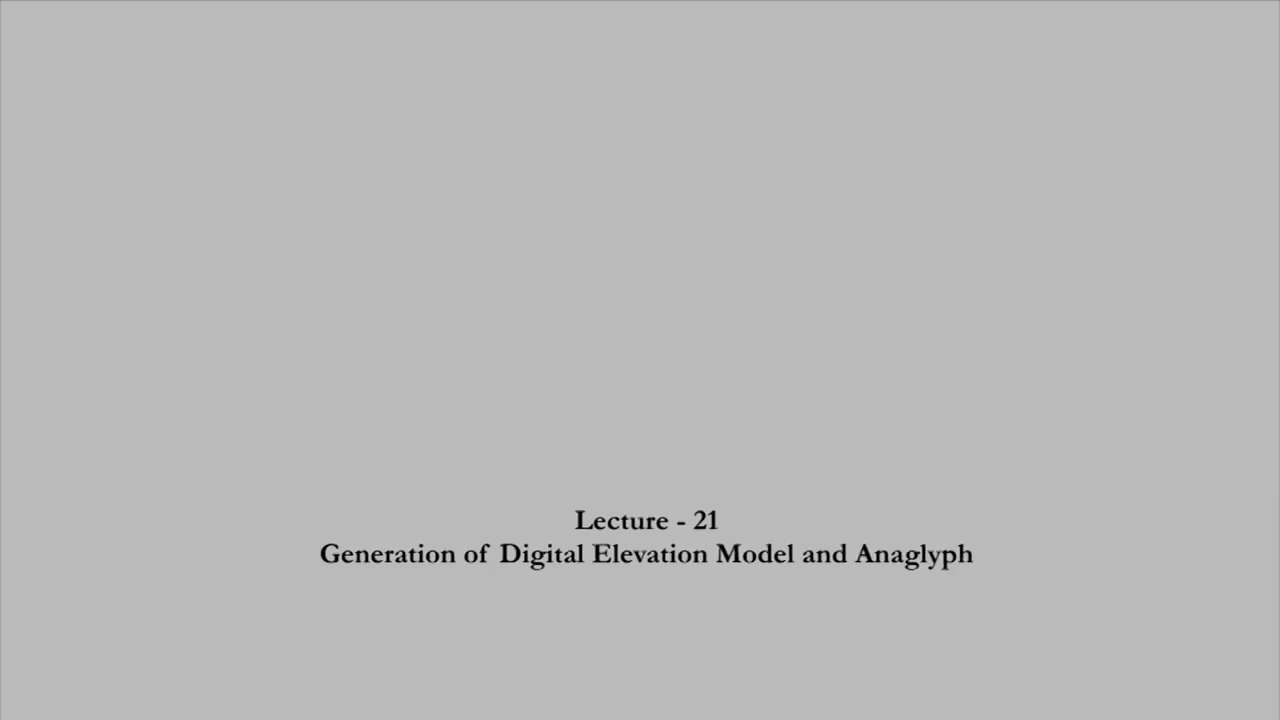 Lecture - 21
Generation of Digital Elevation Model and Anaglyph